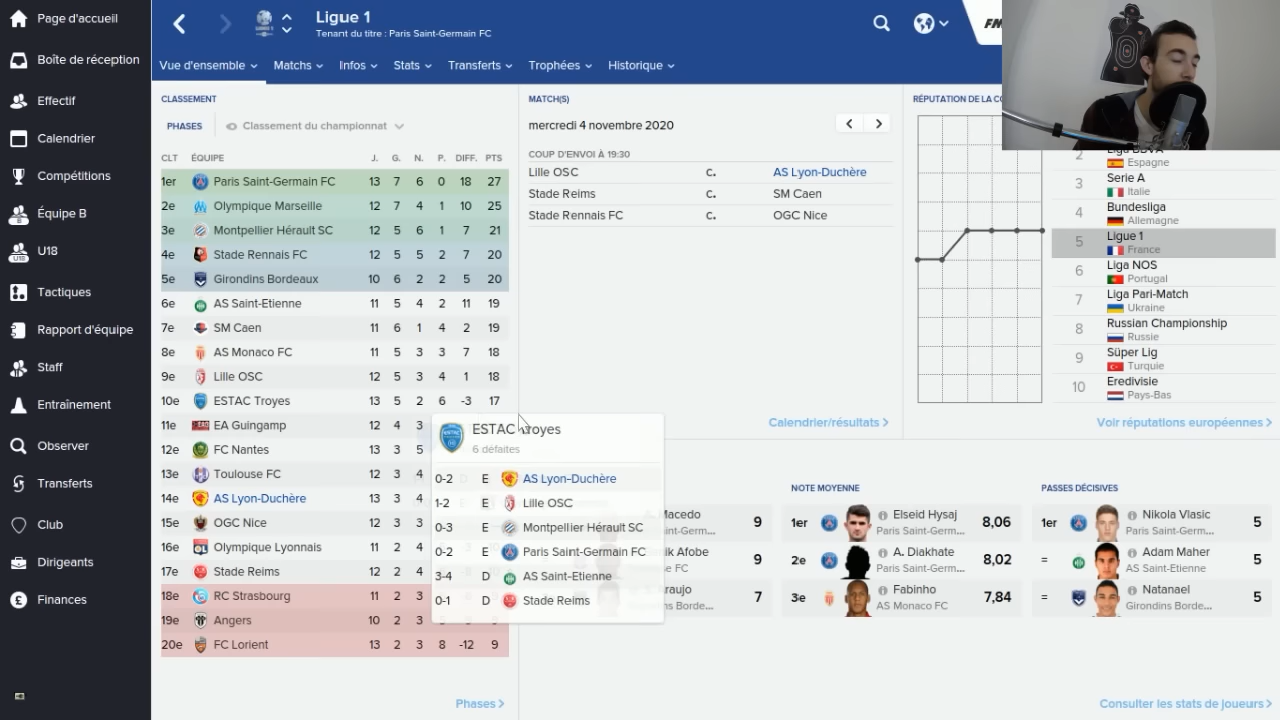 Page d'accueil
Boîte de réception
Effectif
Calendrier
Compétitions
Équipe B
U18
Tactiques
Rapport d'équipe
Staff
Entraînement
Observer
Transferts
Club
Dirigeants
Finances
Ligue 1
Tenant du titre : Paris Saint-Germain FC
Vue d'ensemble Matchs Infos Stats Transferts Trophées Historique
CLASSEMENT
PHASES Classement du championnat
CLT ÉQUIPE J. G. N. P. DIFF. PTS
1er Paris Saint-Germain FC 13 7 6 0 18 27
2e Olympique Marseille 12 7 4 1 10 25
3e Montpellier Hérault SC 12 5 1 7 21
4e Stade Rennais FC 12 5 5 2 7 20
5e Girondins Bordeaux 10 6 2 2 5 20
6e AS Saint-Etienne 11 5 4 2 11 19
7e SM Caen 11 6 1 4 2 19
8e AS Monaco FC 11 5 3 3 7 18
9e Lille OSC 12 5 3 4 1 18
10e ESTAC Troyes 13 5 2 6 -3 17
11e EA Guingamp 12 4 3
12e FC Nantes 13 3 5
13e Toulouse FC 12 3 4
14e AS Lyon-Duchère 13 3 4
15e OGC Nice 12 3 3
16e Olympique Lyonnais 11 2 4
17e Stade Reims 12 2 4
18e RC Strasbourg 11 2 3
19e Angers 10 2
20e FC Lorient 13 2 3 8 -12 9
Phases
ESTAC Troyes
6 défaites
0-2 E AS Lyon-Duchère
1-2 E Lille OSC
0-3 E Montpellier Hérault SC
0-2 E Paris Saint-Germain FC
3-4 D AS Saint-Etienne
0-1 D Stade Reims
MATCH(S)
mercredi 4 novembre 2020
COUP D'ENVOI À 19:30
Lille OSC c. AS Lyon-Duchère
Stade Reims c. SM Caen
Stade Rennais FC c. OGC Nice
Calendrier/résultats
RÉPUTATION DE LA
2 Liga BBVA
Espagne
3 Serie A
Italie
4 Bundesliga
Allemagne
5 Ligue 1
France
6 Liga NOS
Portugal
7 Liga Pari-Match
Ukraine
8 Russian Championship
Russie
9 Süper Lig
Turquie
10 Eredivisie
Pays-Bas
Voir réputations européennes
Macedo 9
Afobe 9
7
NOTE MOYENNE
1er Elseid Hysaj 8,06
Paris Saint-Germ...
2e A. Diakhate 8,02
Paris Saint-Germ...
3e Fabinho 7,84
AS Monaco FC
PASSES DÉCISIVES
1er Nikola Vlasic 5
Paris Saint-Germ...
= Adam Maher 5
AS Saint-Etienne
= Natanael 5
Girondins Borde...
Consulter les stats de joueurs